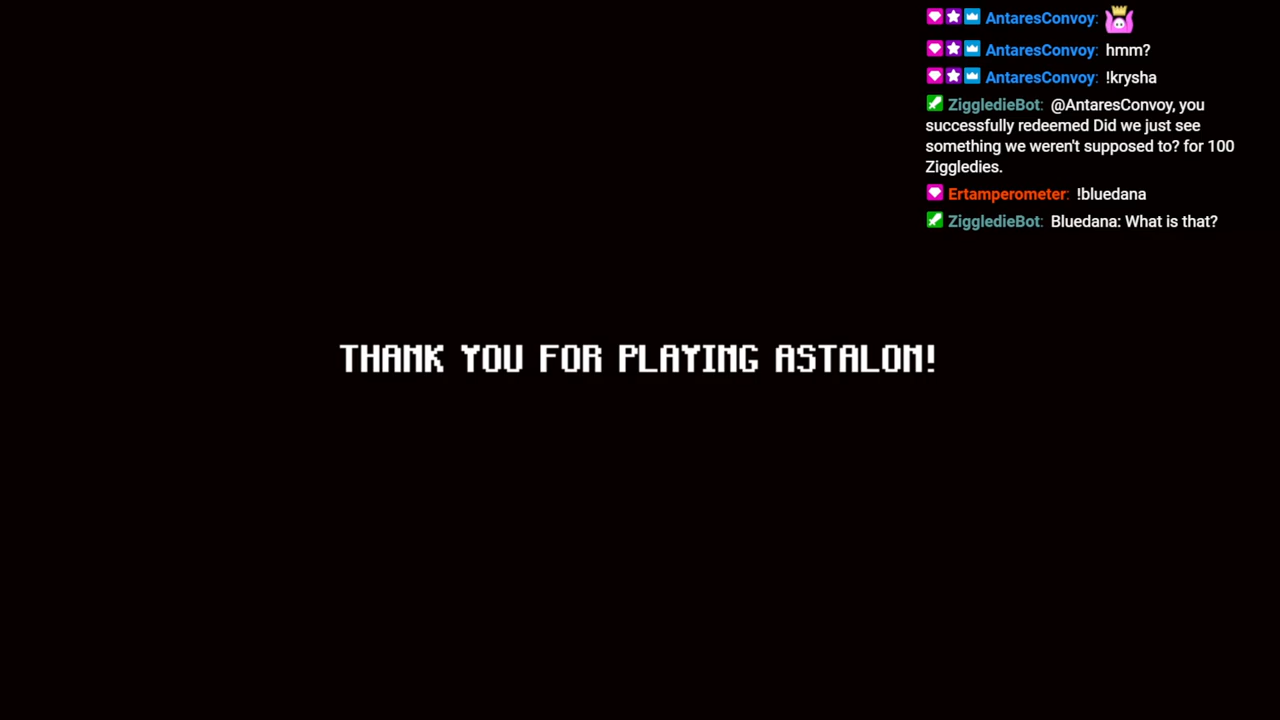 AntaresConvoy:
AntaresConvoy: hmm?
AntaresConvoy: !krysha
ZiggledieBot: @AntaresConvoy, you
successfully redeemed Did we just see
something we weren't supposed to? for 100
Ziggledies.
Ertamperometer: !bluedana
ZiggledieBot: Bluedana: What is that?
THANK YOU FOR PLAYING ASTALON!